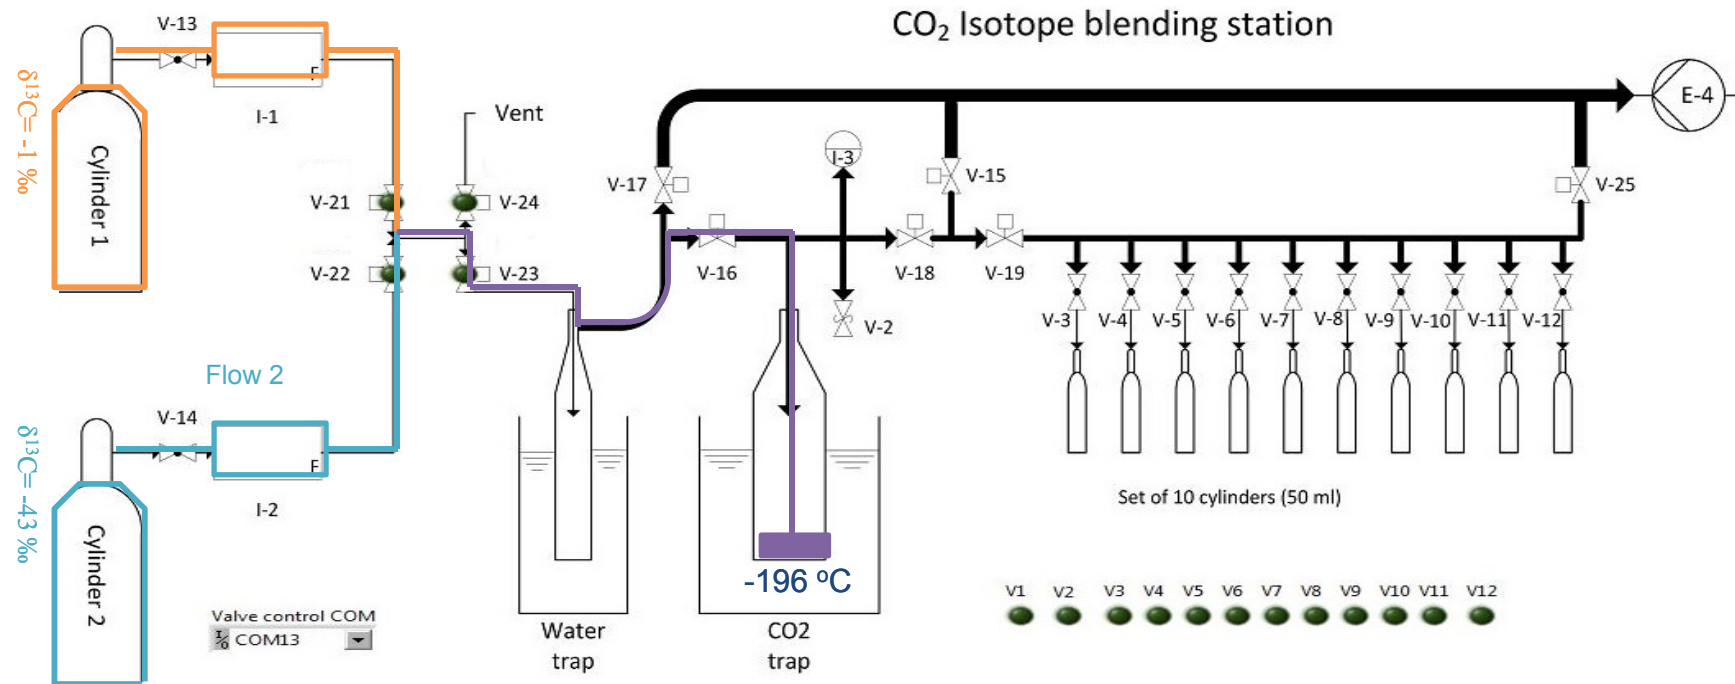 CO₂ Isotope blending station
V-13
F
I-1
δ¹³C= -1 ‰
Cylinder 1
Vent
V-21
V-24
V-22
V-23
V-17
I-3
V-15
E-4
V-25
V-16
V-18
V-19
V-2
V-3
V-4
V-5
V-6
V-7
V-8
V-9
V-10
V-11
V-12
Flow 2
V-14
F
I-2
δ¹³C= -43 ‰
Cylinder 2
Set of 10 cylinders (50 ml)
-196 ºC
Valve control COM
I/O COM13
Water
trap
CO2
trap
V1 V2 V3 V4 V5 V6 V7 V8 V9 V10 V11 V12